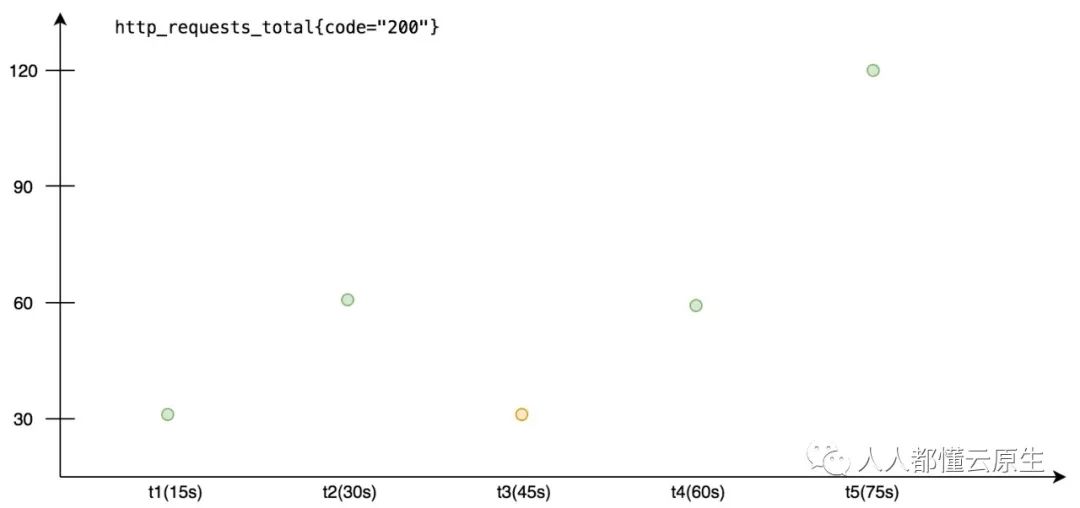 http_requests_total{code="200"}
120
90
60
30
人人都懂云原生
t1(15s) t2(30s) t3(45s) t4(60s) t5(75s)